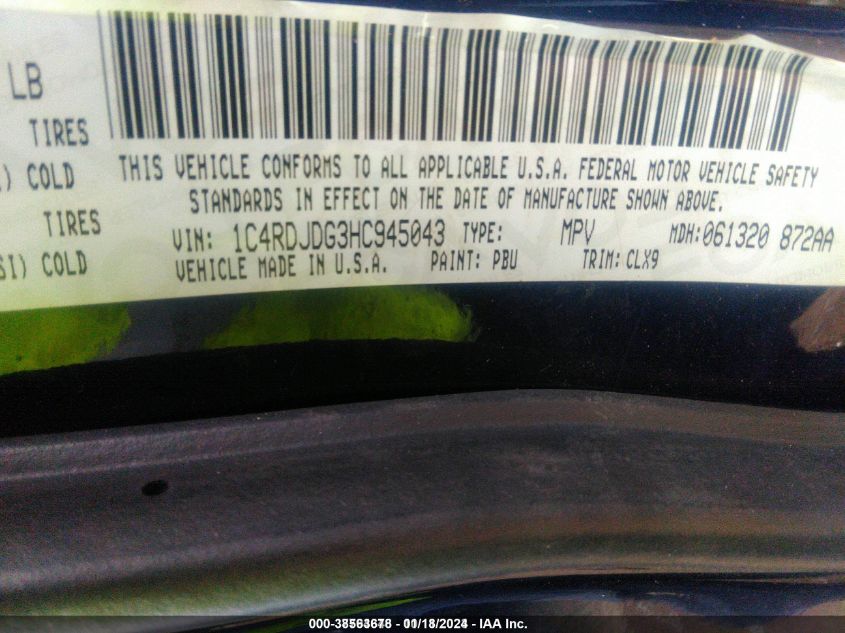 LB
TIRES
) COLD
TIRES
SI) COLD
THIS VEHICLE CONFORMS TO ALL APPLICABLE U.S.A. FEDERAL MOTOR VEHICLE SAFETY
STANDARDS IN EFFECT ON THE DATE OF MANUFACTURE SHOWN ABOVE.
VIN: 1C4RDJDG3HC945043 TYPE: MPV MDH:061320 872AA
VEHICLE MADE IN U.S.A. PAINT: PBU TRIM: CLX9
000-38563678 - 01/18/2024 - IAA Inc.